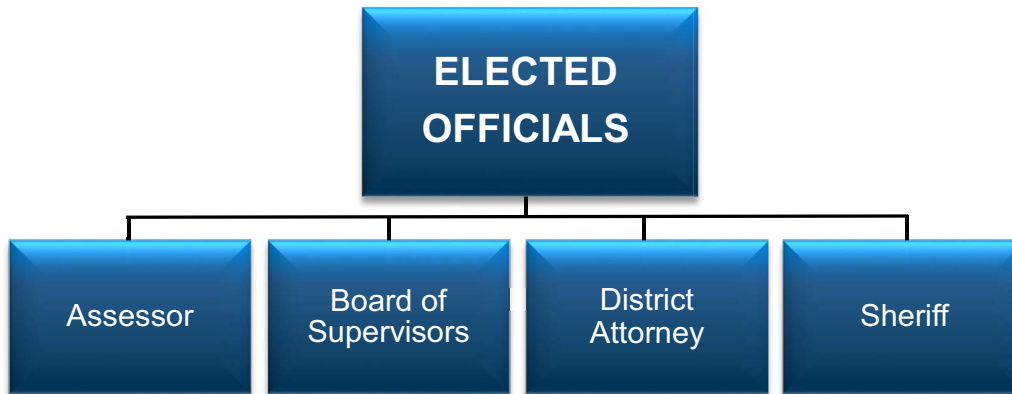 ELECTED
OFFICIALS
Assessor
Board of
Supervisors
District
Attorney
Sheriff